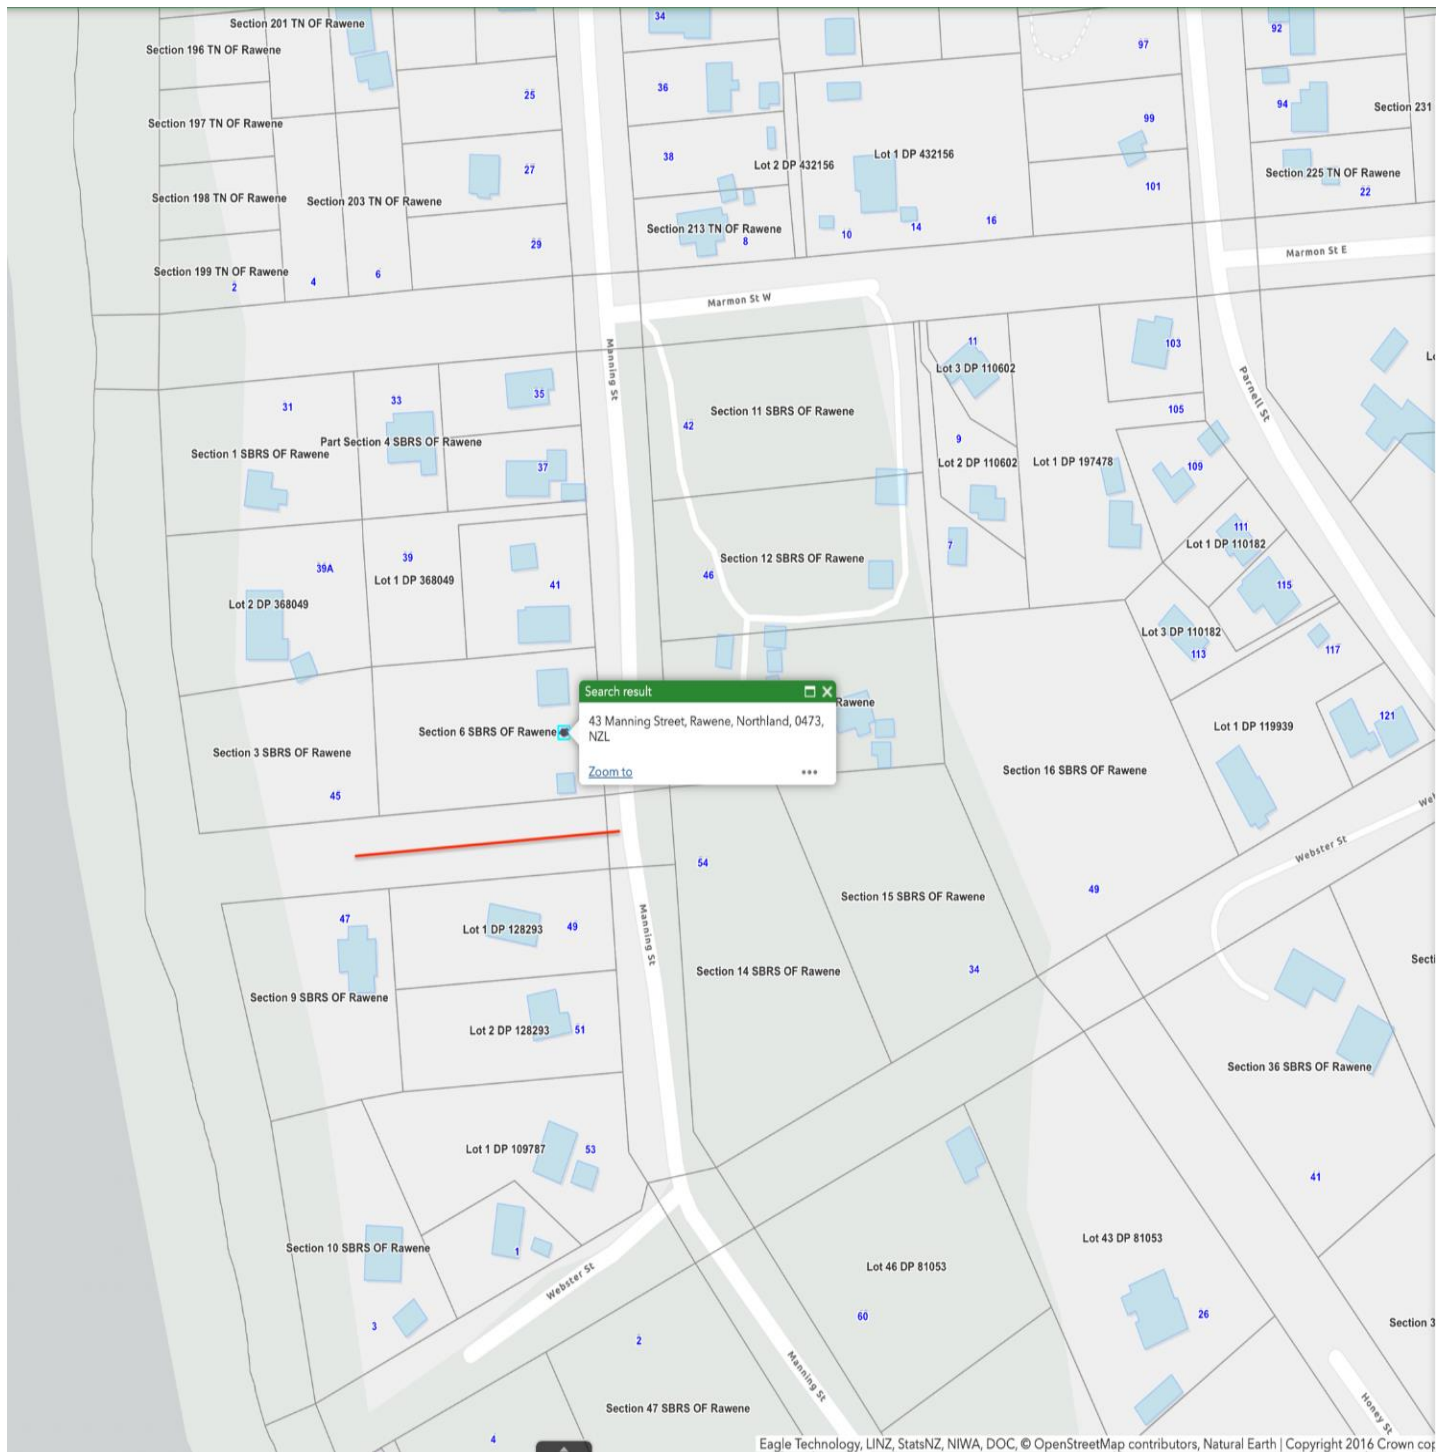 Section 201 TN OF Rawene
34
92
Section 196 TN OF Rawene
97
25
36
94
Section 231
Section 197 TN OF Rawene
99
27
38
Lot 2 DP 432156
Lot 1 DP 432156
Section 225 TN OF Rawene
101
22
Section 198 TN OF Rawene
Section 203 TN OF Rawene
Section 213 TN OF Rawene
8
10
14
16
29
Marmon St E
Section 199 TN OF Rawene
2
4
6
Marmon St W
Manning St
11
103
Lot 3 DP 110602
Parnell St
31
33
35
105
Section 11 SBRS OF Rawene
42
Part Section 4 SBRS OF Rawene
Section 1 SBRS OF Rawene
37
9
Lot 2 DP 110602
Lot 1 DP 197478
109
111
Lot 1 DP 110182
7
39A
39
Lot 1 DP 368049
41
Section 12 SBRS OF Rawene
46
115
Lot 2 DP 368049
Lot 3 DP 110182
113
117
Search result
43 Manning Street, Rawene, Northland, 0473,
NZL
Zoom to
•••
Rawene
121
Lot 1 DP 119939
Section 6 SBRS OF Rawene
Section 3 SBRS OF Rawene
45
Section 16 SBRS OF Rawene
Webster St
54
49
Section 15 SBRS OF Rawene
47
Lot 1 DP 128293
49
Manning St
Section 14 SBRS OF Rawene
34
Section 9 SBRS OF Rawene
Lot 2 DP 128293
51
Section 36 SBRS OF Rawene
Lot 1 DP 109787
53
41
Section 10 SBRS OF Rawene
1
Lot 43 DP 81053
Webster St
Lot 46 DP 81053
60
26
3
2
Manning St
Section 47 SBRS OF Rawene
4
Honey St
Eagle Technology, LINZ, StatsNZ, NIWA, DOC, © OpenStreetMap contributors, Natural Earth | Copyright 2016 Crown cop